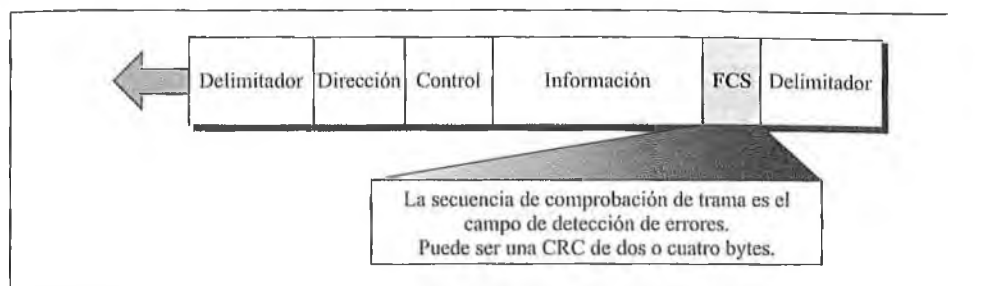 Delimitador Dirección Control Información FCS Delimitador
La secuencia de comprobación de trama es el
campo de detección de errores.
Puede ser una CRC de dos o cuatro bytes.